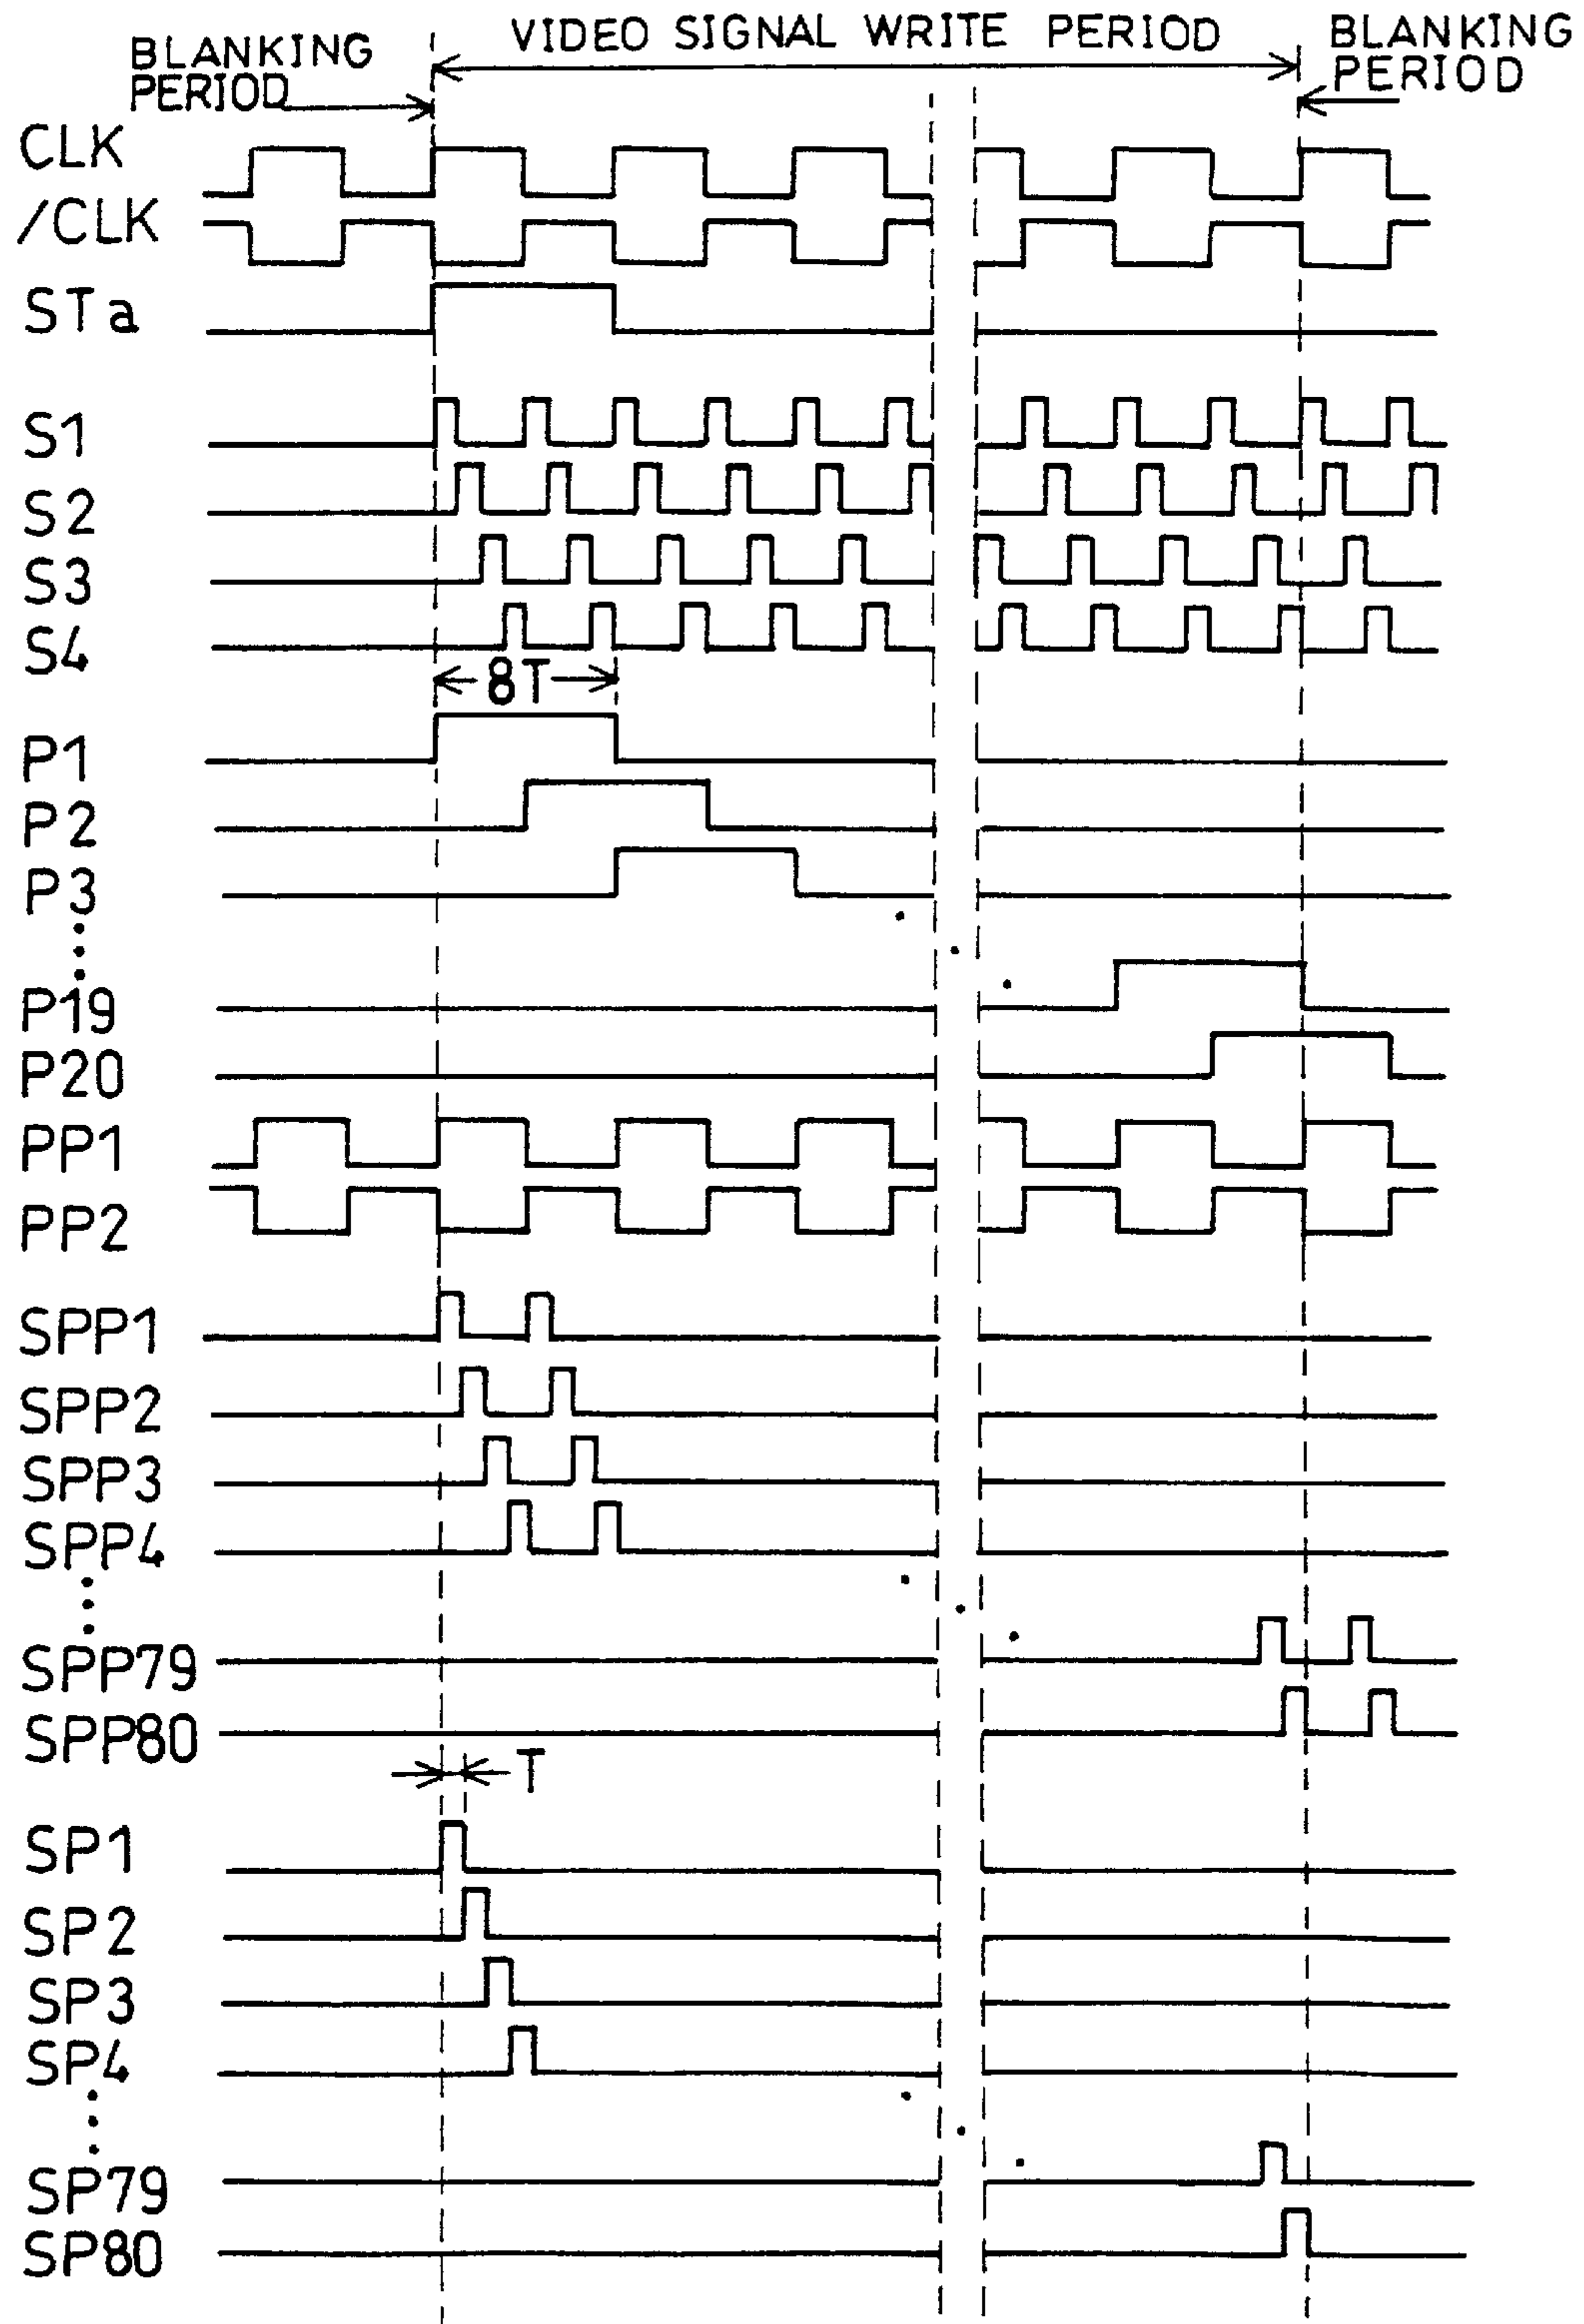 VIDEO SIGNAL WRITE PERIOD
BLANKING
PERIOD
BLANKING
PERIOD
CLK
/CLK
STa
S1
S2
S3
S4
8T
P1
P2
P3
P19
P20
PP1
PP2
SPP1
SPP2
SPP3
SPP4
SPP79
SPP80
T
SP1
SP2
SP3
SP4
SP79
SP80